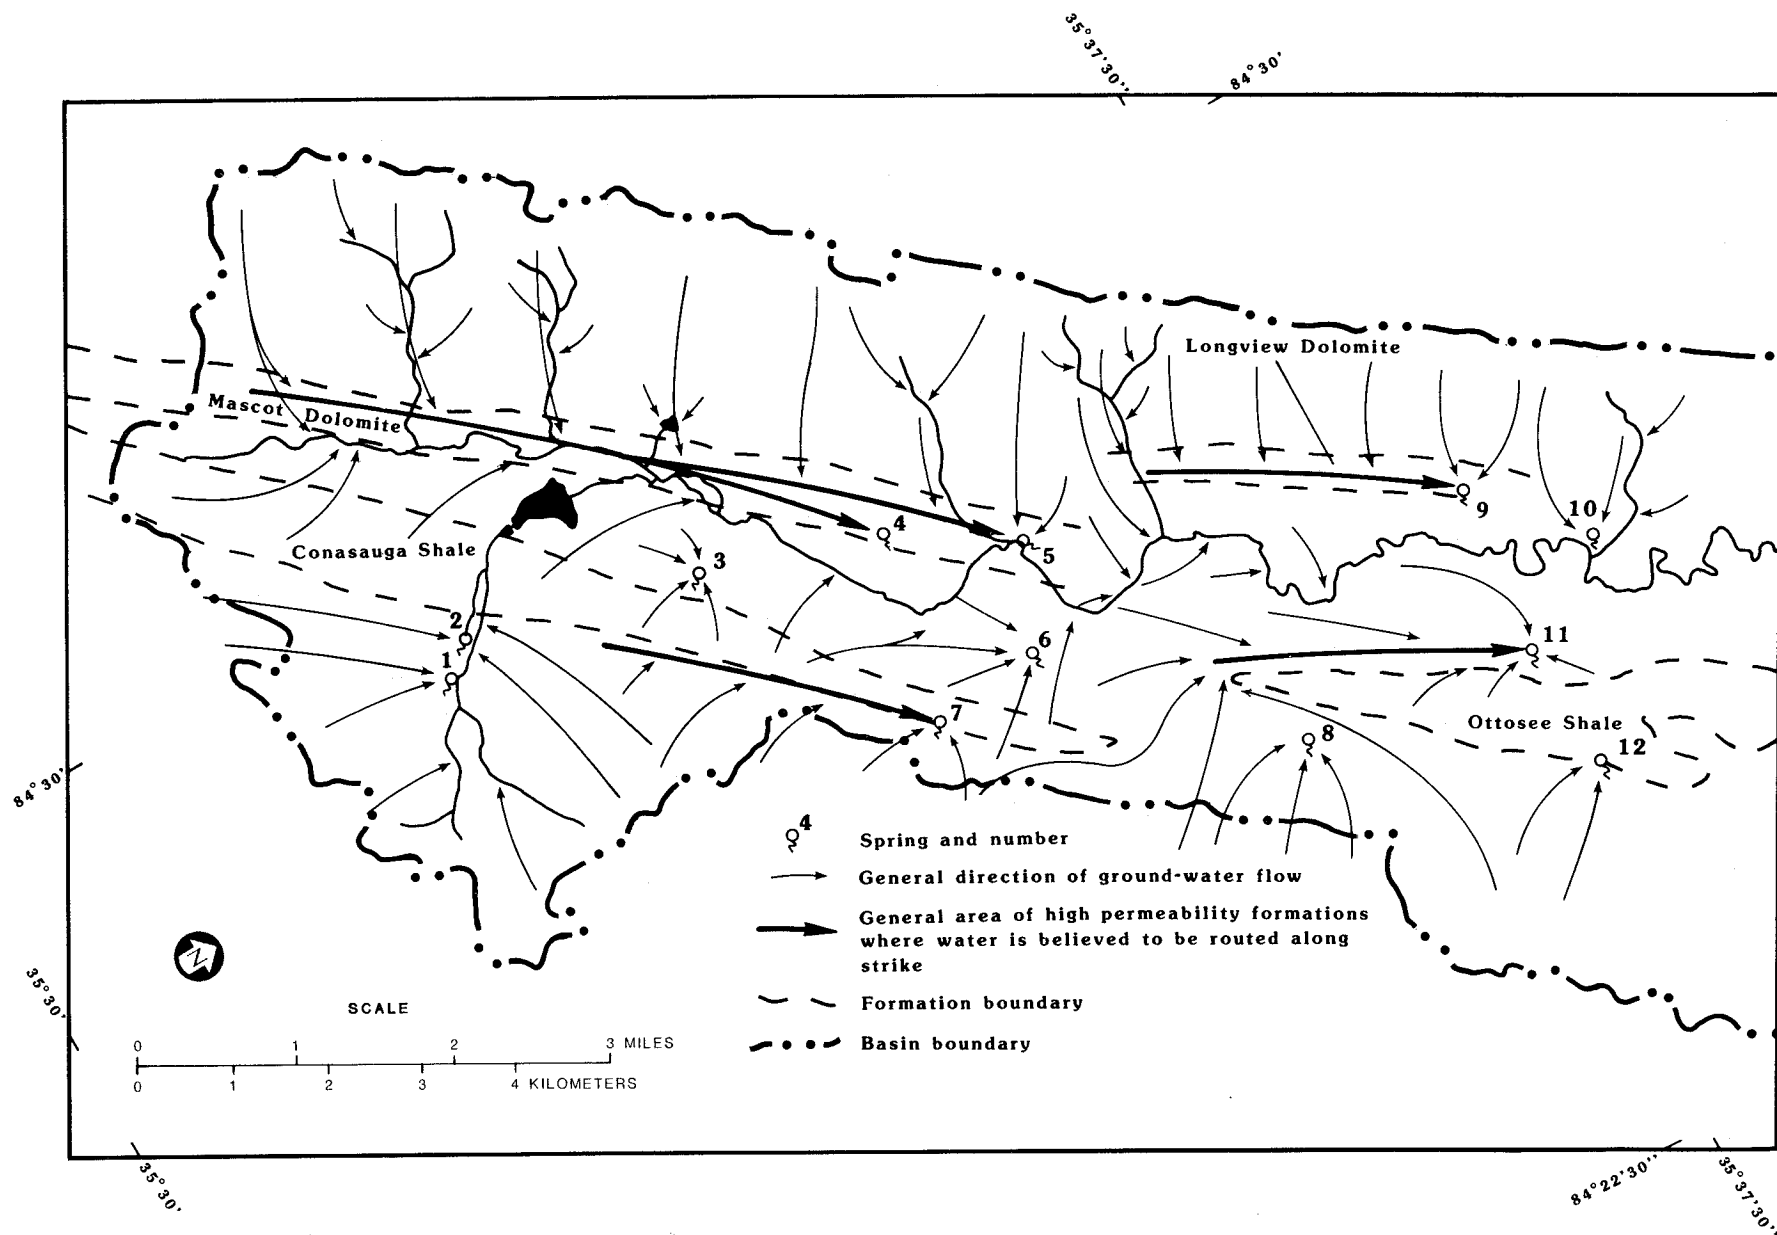 35°37'30"
84°30'
Longview Dolomite
Mascot Dolomite
Conasauga Shale
Ottosee Shale
1
2
3
4
5
6
7
8
9
10
11
12
84°30'
35°30'
N
4
Spring and number
General direction of ground-water flow
General area of high permeability formations
where water is believed to be routed along
strike
Formation boundary
Basin boundary
SCALE
0 1 2 3 MILES
0 1 2 3 4 KILOMETERS
35°30'
84°22'30"
35°37'30"